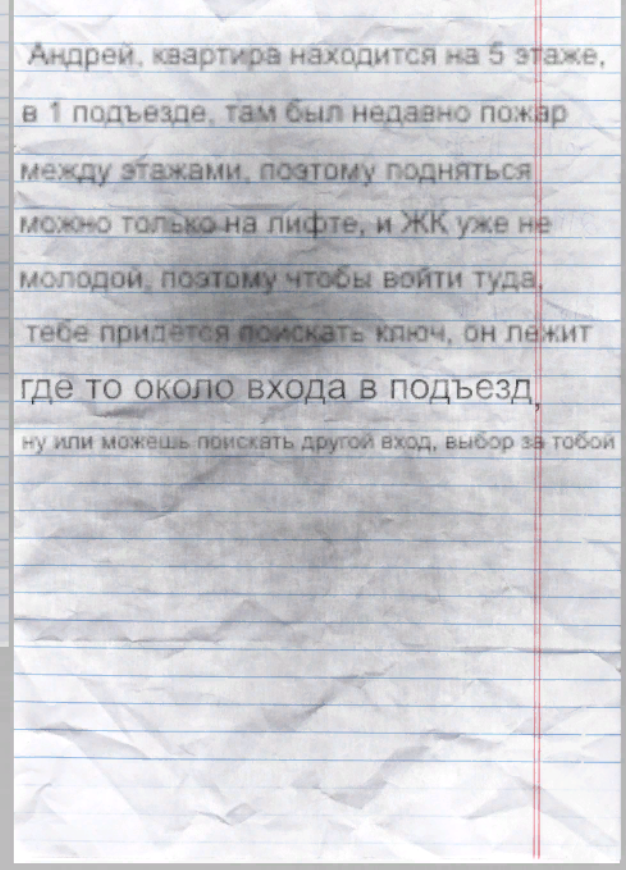 Андрей, квартира находится на 5 этаже,
в 1 подъезде, там был недавно пожар
между этажами, поэтому подняться
можно только на лифте, и ЖК уже не
молодой, поэтому чтобы войти туда,
тебе придется поискать ключ, он лежит
где то около входа в подъезд,
ну или можешь поискать другой вход, выбор за тобой